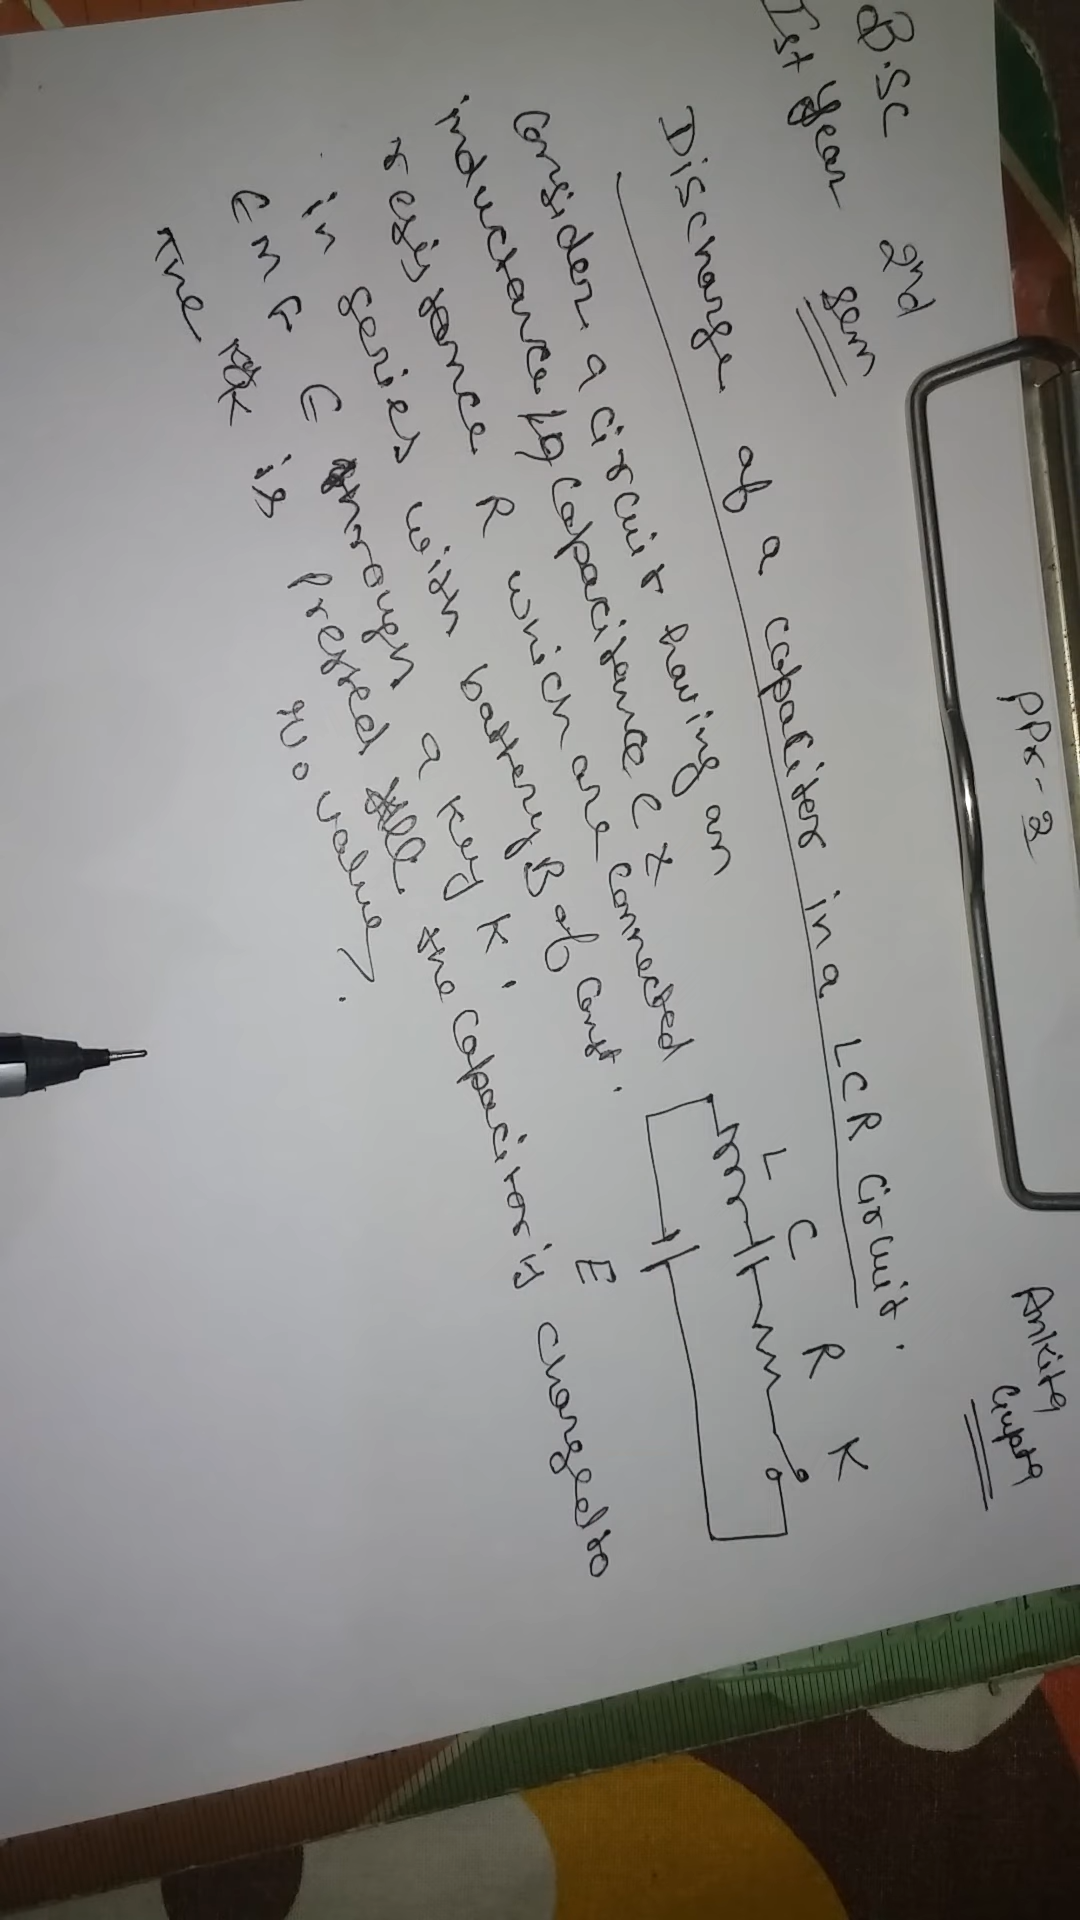 B.SC 2nd
Ist year sem
PPr-2
Ankita
Gupta
Discharge of a capacitor in a LCR Circuit.
Consider a circuit having an
inductance L, capacitance C &
resistance R which are connected
in series with battery B of const.
EMF E through a key K.
The is pressed till the capacitor is charged to
value.
L C R K
E